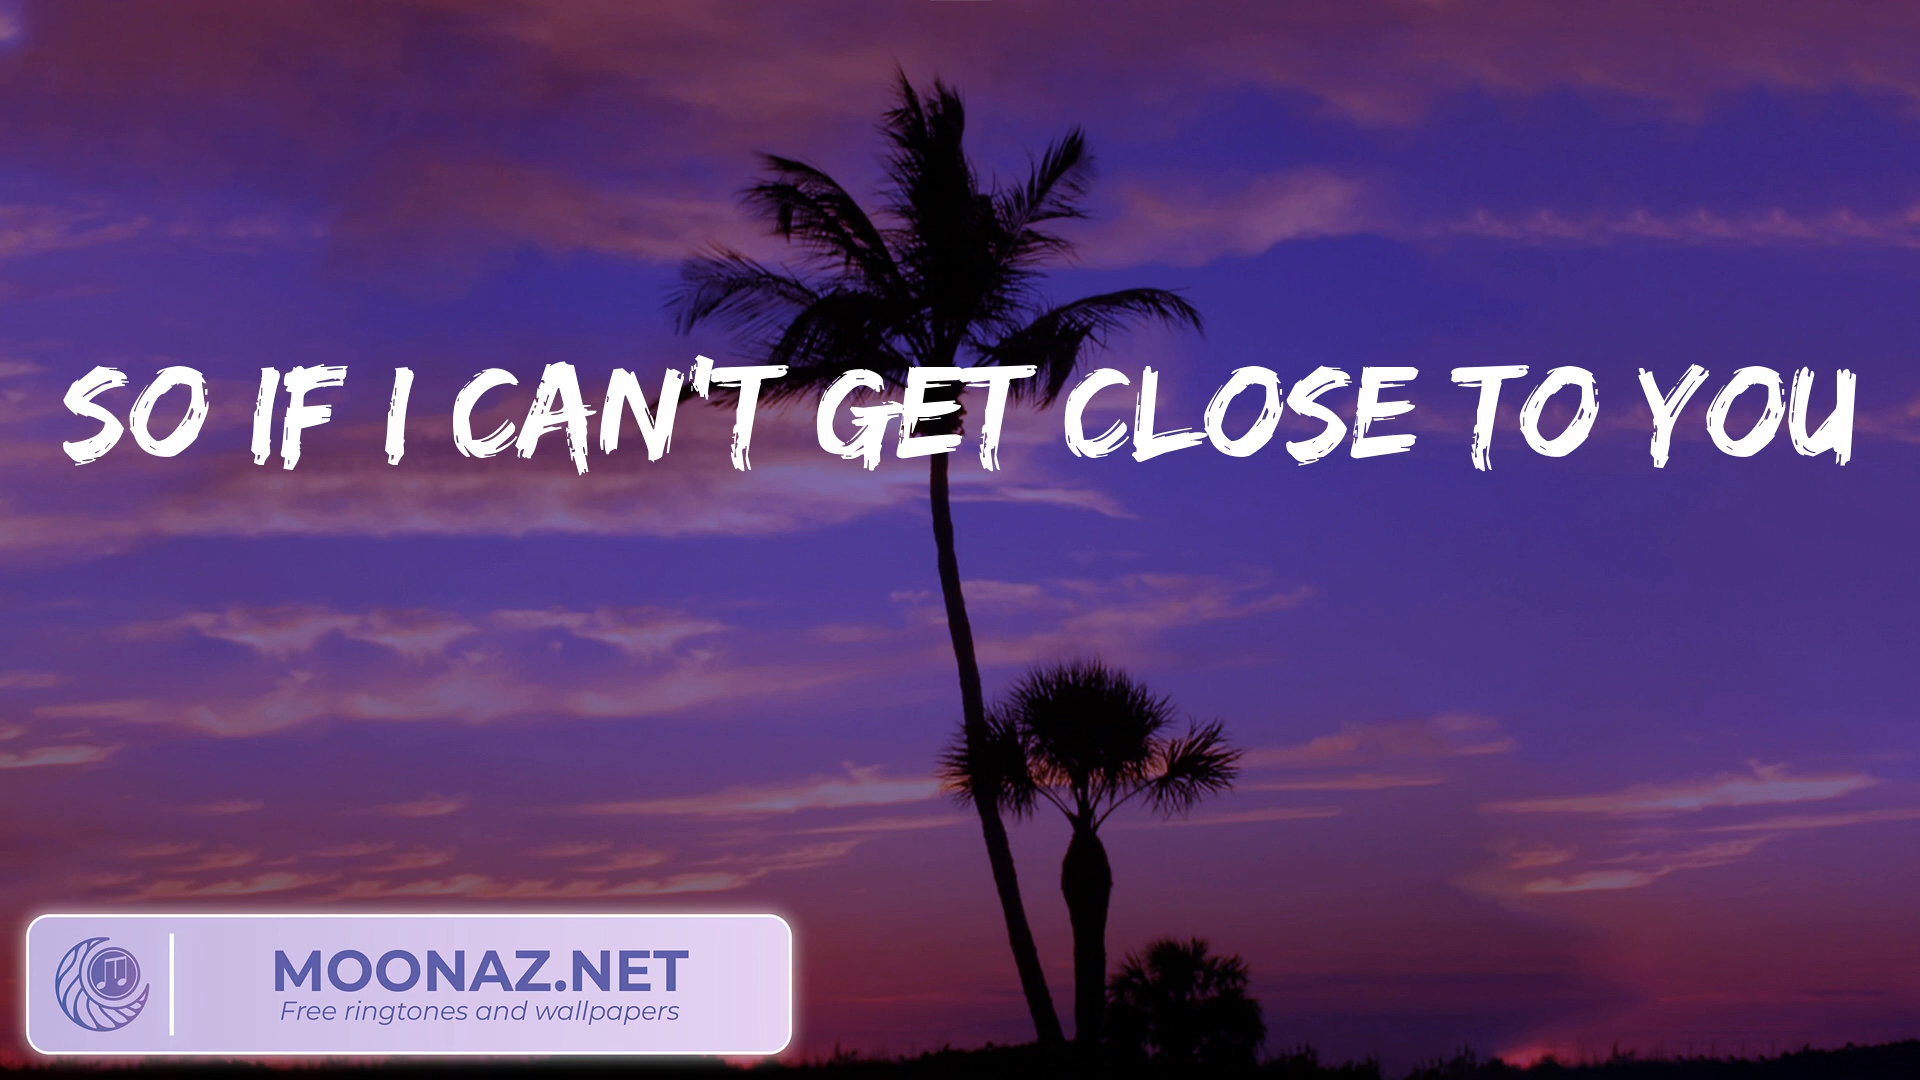 SO IF I CAN'T GET CLOSE TO YOU
MOONAZ.NET
Free ringtones and wallpapers